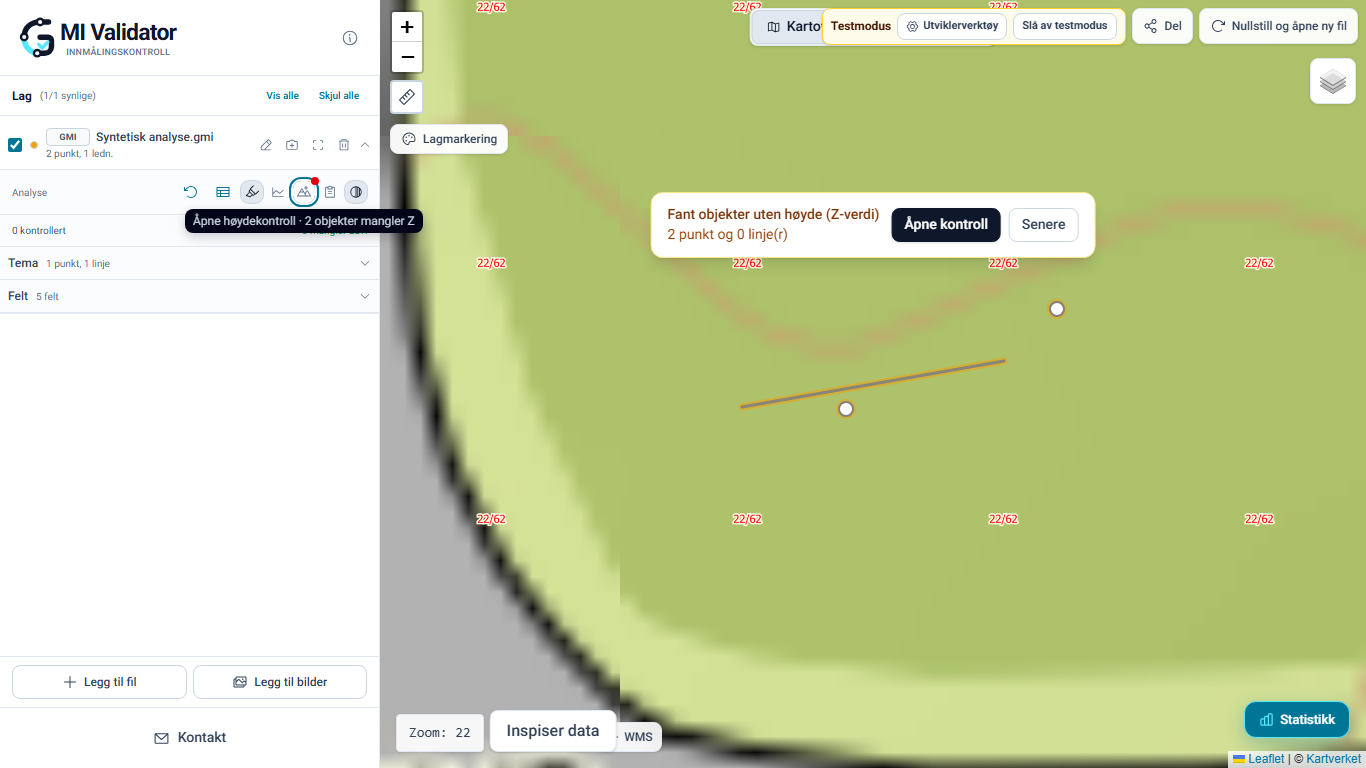 MI Validator
INNMÅLINGSKONTROLL
Lag (1/1 synlige) Vis alle Skjul alle
GMI Syntetisk analyse.gmi
2 punkt, 1 ledn.
Analyse
Åpne høydekontroll · 2 objekter mangler Z
0 kontrollert
Tema 1 punkt, 1 linje
Felt 5 felt
Legg til fil
Legg til bilder
Kontakt
+
−
Lagmarkering
Testmodus
Utviklerverktøy
Slå av testmodus
Del
Nullstill og åpne ny fil
22/62 22/62 22/62
Fant objekter uten høyde (Z-verdi)
2 punkt og 0 linje(r)
Åpne kontroll
Senere
22/62 22/62 22/62 22/62
22/62 22/62 22/62 22/62
Zoom: 22
Inspiser data
WMS
Statistikk
Leaflet | © Kartverket